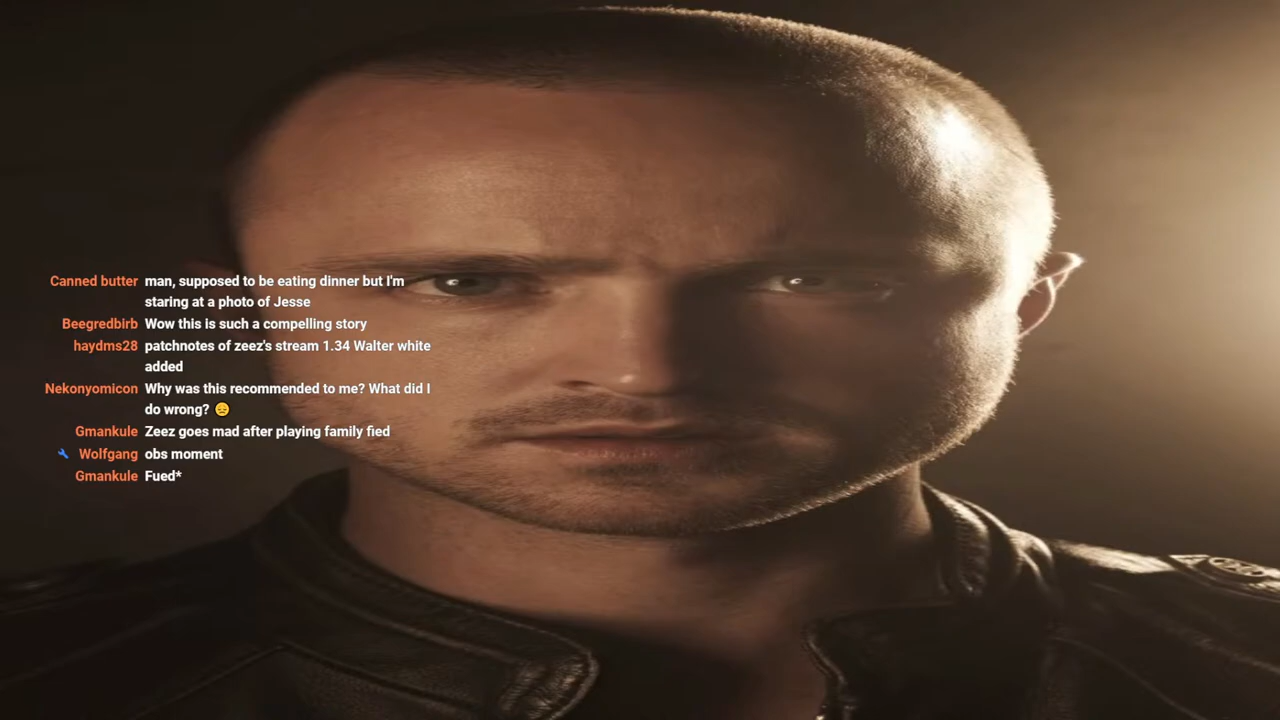 Canned butter man, supposed to be eating dinner but I'm
staring at a photo of Jesse
Beegredbirb Wow this is such a compelling story
haydms28 patchnotes of zeez's stream 1.34 Walter white
added
Nekonyomicon Why was this recommended to me? What did I
do wrong? 😔
Gmankule Zeez goes mad after playing family fied
Wolfgang obs moment
Gmankule Fued*